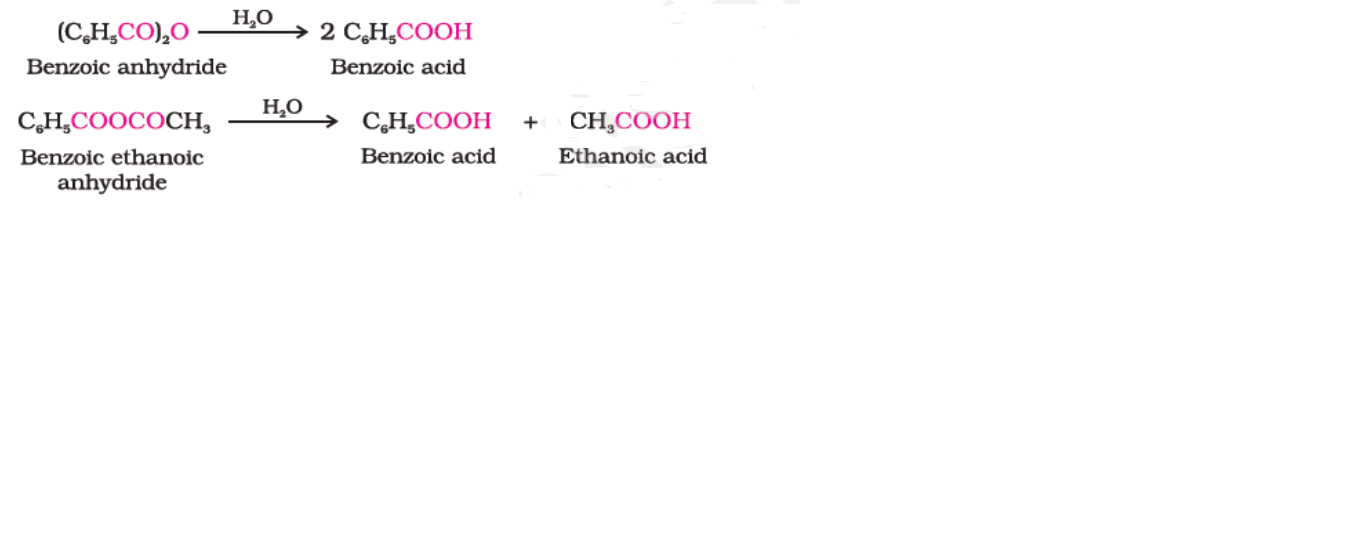 (C₆H₅CO)₂O H₂O⟶ 2 C₆H₅COOH
Benzoic anhydride Benzoic acid
C₆H₅COOCOCH₃ H₂O⟶ C₆H₅COOH + CH₃COOH
Benzoic ethanoic Benzoic acid Ethanoic acid
anhydride